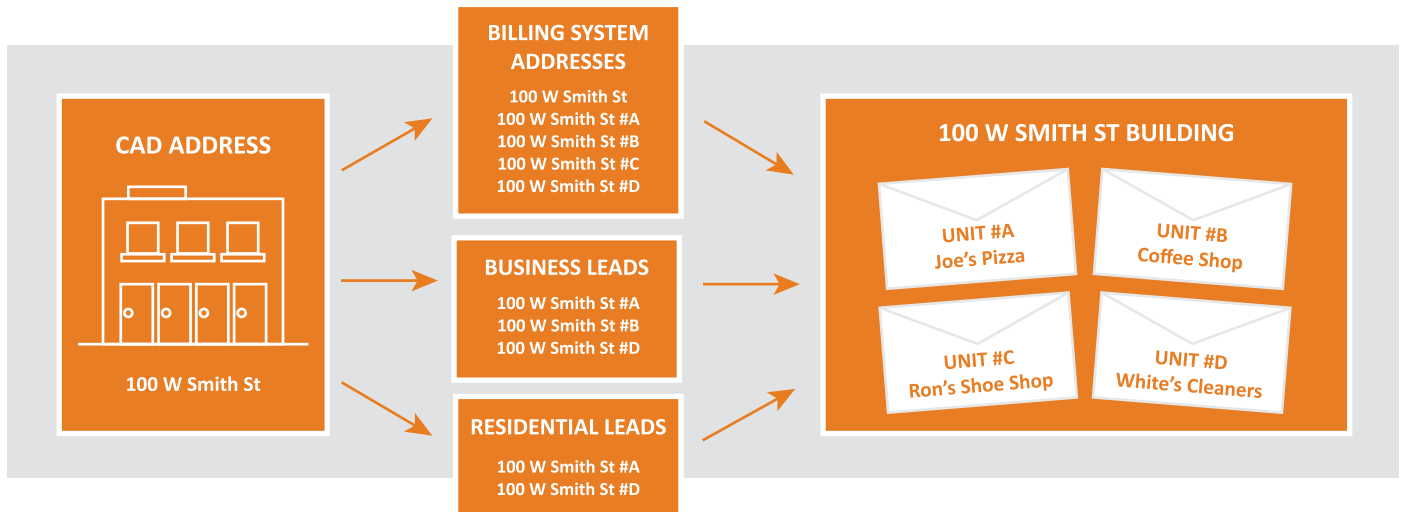 CAD ADDRESS
100 W Smith St
BILLING SYSTEM
ADDRESSES
100 W Smith St
100 W Smith St #A
100 W Smith St #B
100 W Smith St #C
100 W Smith St #D
BUSINESS LEADS
100 W Smith St #A
100 W Smith St #B
100 W Smith St #D
RESIDENTIAL LEADS
100 W Smith St #A
100 W Smith St #D
100 W SMITH ST BUILDING
UNIT #A
Joe's Pizza
UNIT #B
Coffee Shop
UNIT #C
Ron's Shoe Shop
UNIT #D
White's Cleaners